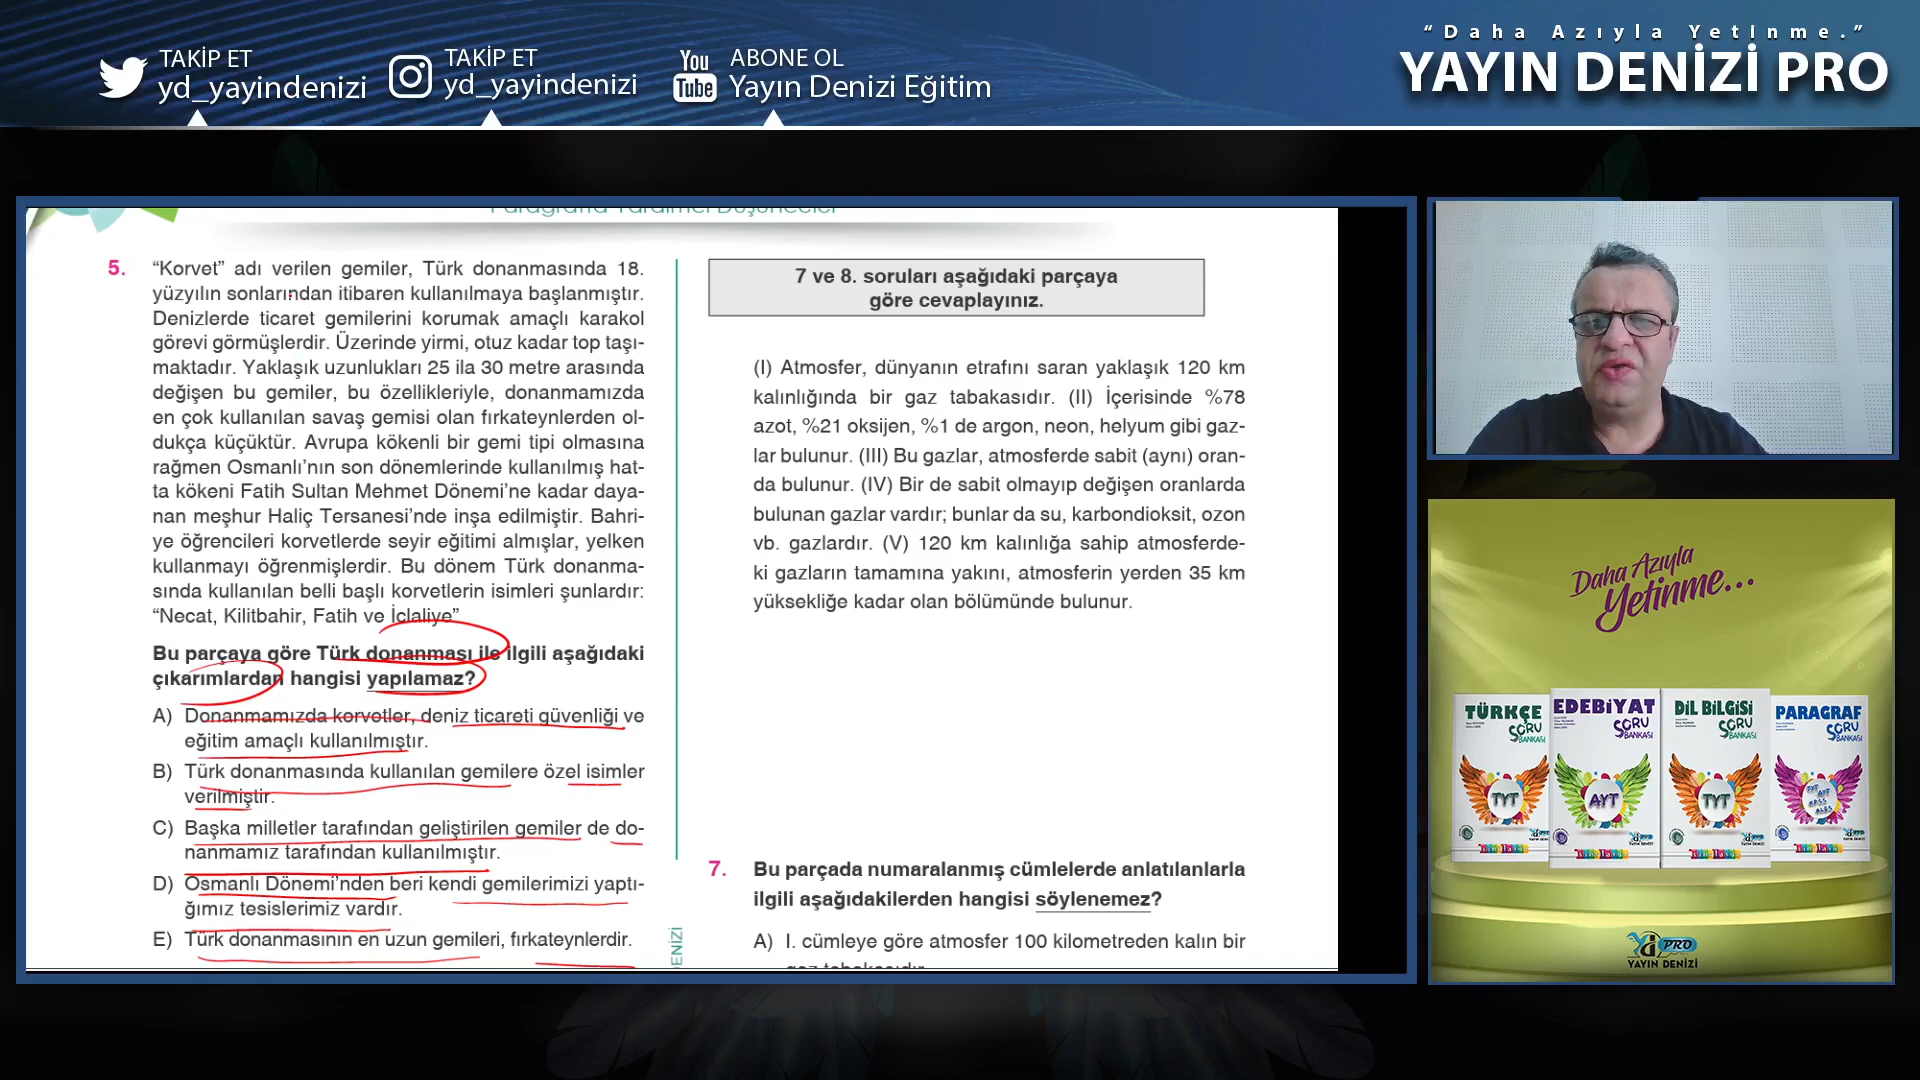 TAKİP ET
yd_yayindenizi
TAKİP ET
yd_yayindenizi
You
Tube
ABONE OL
Yayın Denizi Eğitim
“Daha Azıyla Yetinme.”
YAYIN DENİZİ PRO
5. “Korvet” adı verilen gemiler, Türk donanmasında 18.
yüzyılın sonlarından itibaren kullanılmaya başlanmıştır.
Denizlerde ticaret gemilerini korumak amaçlı karakol
görevi görmüşlerdir. Üzerinde yirmi, otuz kadar top taşı-
maktadır. Yaklaşık uzunlukları 25 ila 30 metre arasında
değişen bu gemiler, bu özellikleriyle, donanmamızda
en çok kullanılan savaş gemisi olan fırkateynlerden ol-
dukça küçüktür. Avrupa kökenli bir gemi tipi olmasına
rağmen Osmanlı’nın son dönemlerinde kullanılmış hat-
ta kökeni Fatih Sultan Mehmet Dönemi’ne kadar daya-
nan meşhur Haliç Tersanesi’nde inşa edilmiştir. Bahri-
ye öğrencileri korvetlerde seyir eğitimi almışlar, yelken
kullanmayı öğrenmişlerdir. Bu dönem Türk donanma-
sında kullanılan belli başlı korvetlerin isimleri şunlardır:
“Necat, Kilitbahir, Fatih ve İclaliye”
Bu parçaya göre Türk donanması ile ilgili aşağıdaki
çıkarımlardan hangisi yapılamaz?
A) Donanmamızda korvetler, deniz ticareti güvenliği ve
eğitim amaçlı kullanılmıştır.
B) Türk donanmasında kullanılan gemilere özel isimler
verilmiştir.
C) Başka milletler tarafından geliştirilen gemiler de do-
nanmamız tarafından kullanılmıştır.
D) Osmanlı Dönemi’nden beri kendi gemilerimizi yaptı-
ğımız tesislerimiz vardır.
E) Türk donanmasının en uzun gemileri, fırkateynlerdir.
DENİZİ
7 ve 8. soruları aşağıdaki parçaya
göre cevaplayınız.
(I) Atmosfer, dünyanın etrafını saran yaklaşık 120 km
kalınlığında bir gaz tabakasıdır. (II) İçerisinde %78
azot, %21 oksijen, %1 de argon, neon, helyum gibi gaz-
lar bulunur. (III) Bu gazlar, atmosferde sabit (aynı) oran-
da bulunur. (IV) Bir de sabit olmayıp değişen oranlarda
bulunan gazlar vardır; bunlar da su, karbondioksit, ozon
vb. gazlardır. (V) 120 km kalınlığa sahip atmosferde-
ki gazların tamamına yakını, atmosferin yerden 35 km
yüksekliğe kadar olan bölümünde bulunur.
7. Bu parçada numaralanmış cümlelerde anlatılanlarla
ilgili aşağıdakilerden hangisi söylenemez?
A) I. cümleye göre atmosfer 100 kilometreden kalın bir
Daha Azıyla
Yetinme...
TÜRKÇE
SORU
BANKASI
TYT
EDEBİYAT
SORU
BANKASI
AYT
DİL BİLGİSİ
SORU
BANKASI
TYT
PARAGRAF
SORU
BANKASI
PRO
YAYIN DENİZİ